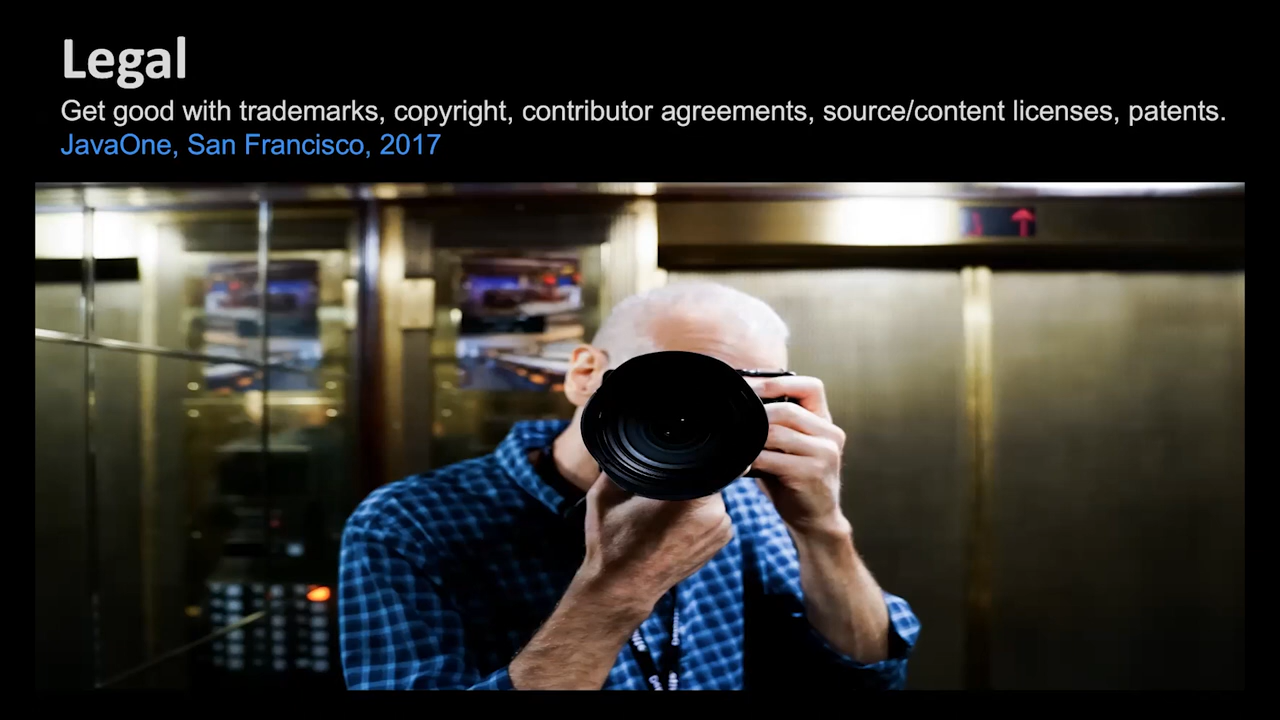 Legal
Get good with trademarks, copyright, contributor agreements, source/content licenses, patents.
JavaOne, San Francisco, 2017